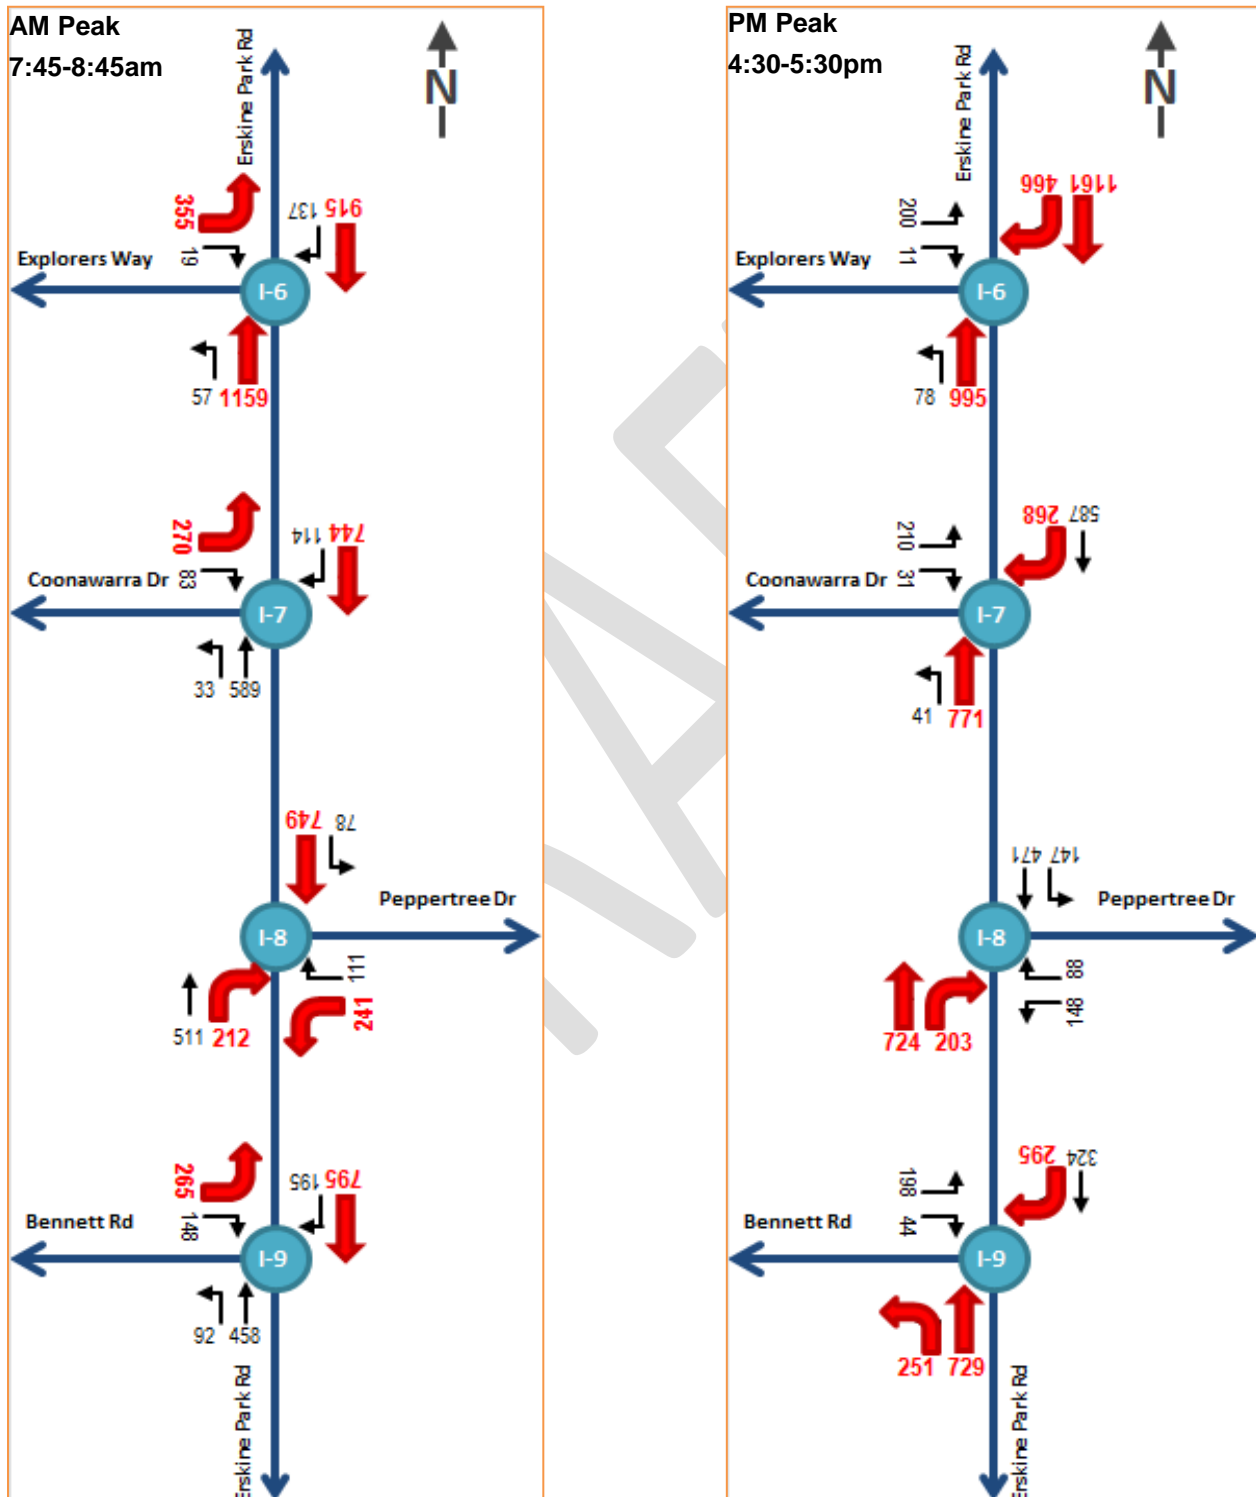 AM Peak
7:45-8:45am
Erskine Park Rd
N
355
19
137
915
Explorers Way
I-6
57
1159
270
83
114
744
Coonawarra Dr
I-7
33
589
749
78
Peppertree Dr
I-8
111
241
511
212
265
148
195
795
Bennett Rd
I-9
92
458
Erskine Park Rd
PM Peak
4:30-5:30pm
Erskine Park Rd
N
200
11
466
1161
Explorers Way
I-6
78
995
210
31
268
587
Coonawarra Dr
I-7
41
771
471
147
Peppertree Dr
I-8
88
148
724
203
198
44
295
324
Bennett Rd
I-9
251
729
Erskine Park Rd